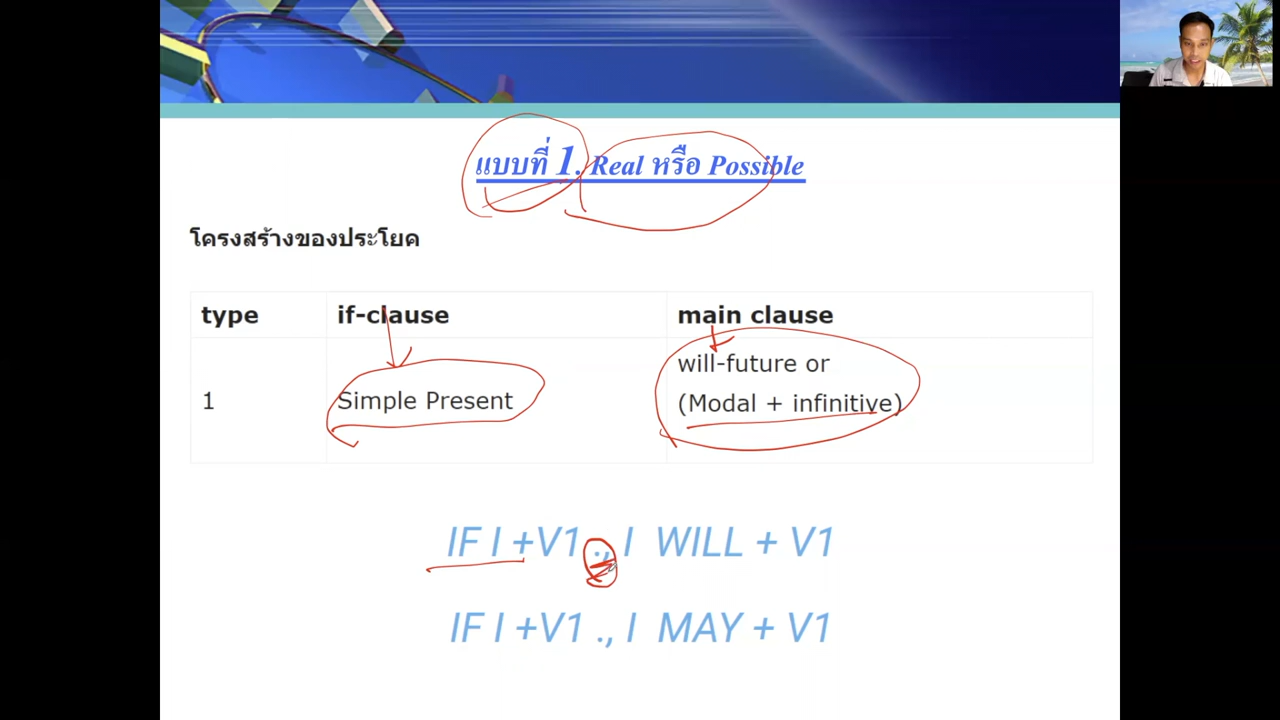 แบบที่ 1. Real หรือ Possible
โครงสร้างของประโยค
type if-clause main clause
1 Simple Present will-future or (Modal + infinitive)
IF I +V1 ., I WILL + V1
IF I +V1 ., I MAY + V1